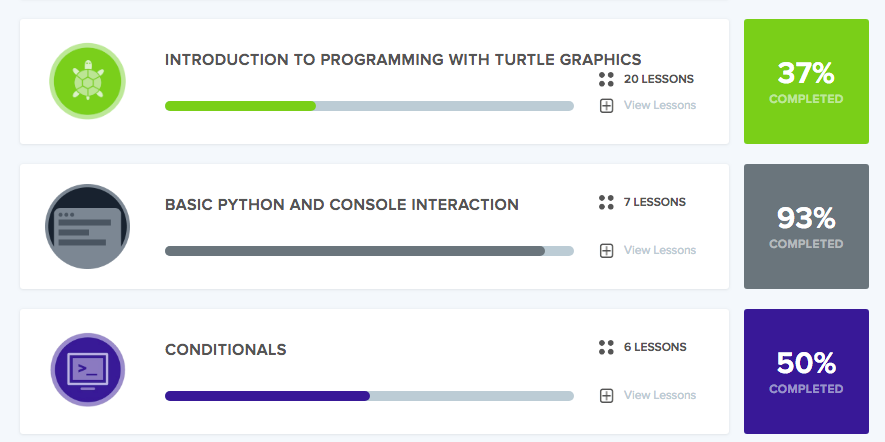 INTRODUCTION TO PROGRAMMING WITH TURTLE GRAPHICS
20 LESSONS
View Lessons
37%
COMPLETED
BASIC PYTHON AND CONSOLE INTERACTION
7 LESSONS
View Lessons
93%
COMPLETED
>_
CONDITIONALS
6 LESSONS
View Lessons
50%
COMPLETED